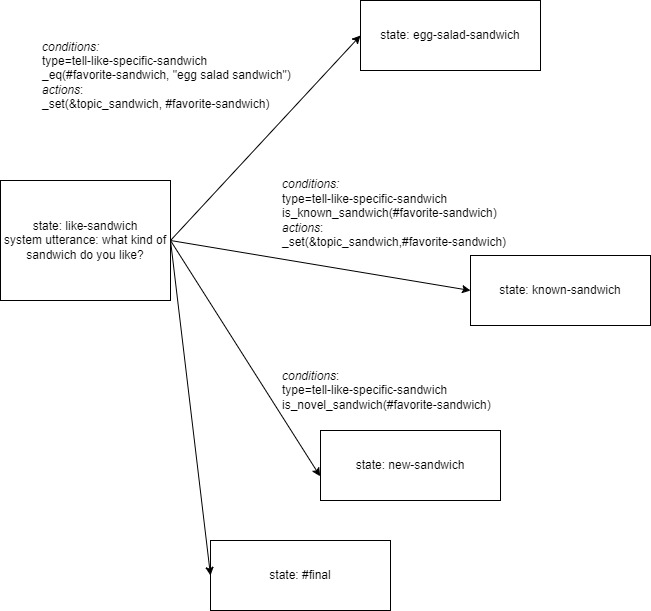 conditions:
type=tell-like-specific-sandwich
_eq(#favorite-sandwich, "egg salad sandwich")
actions:
_set(&topic_sandwich, #favorite-sandwich)
state: egg-salad-sandwich
state: like-sandwich
system utterance: what kind of
sandwich do you like?
conditions:
type=tell-like-specific-sandwich
is_known_sandwich(#favorite-sandwich)
actions:
_set(&topic_sandwich,#favorite-sandwich)
state: known-sandwich
conditions:
type=tell-like-specific-sandwich
is_novel_sandwich(#favorite-sandwich)
state: new-sandwich
state: #final